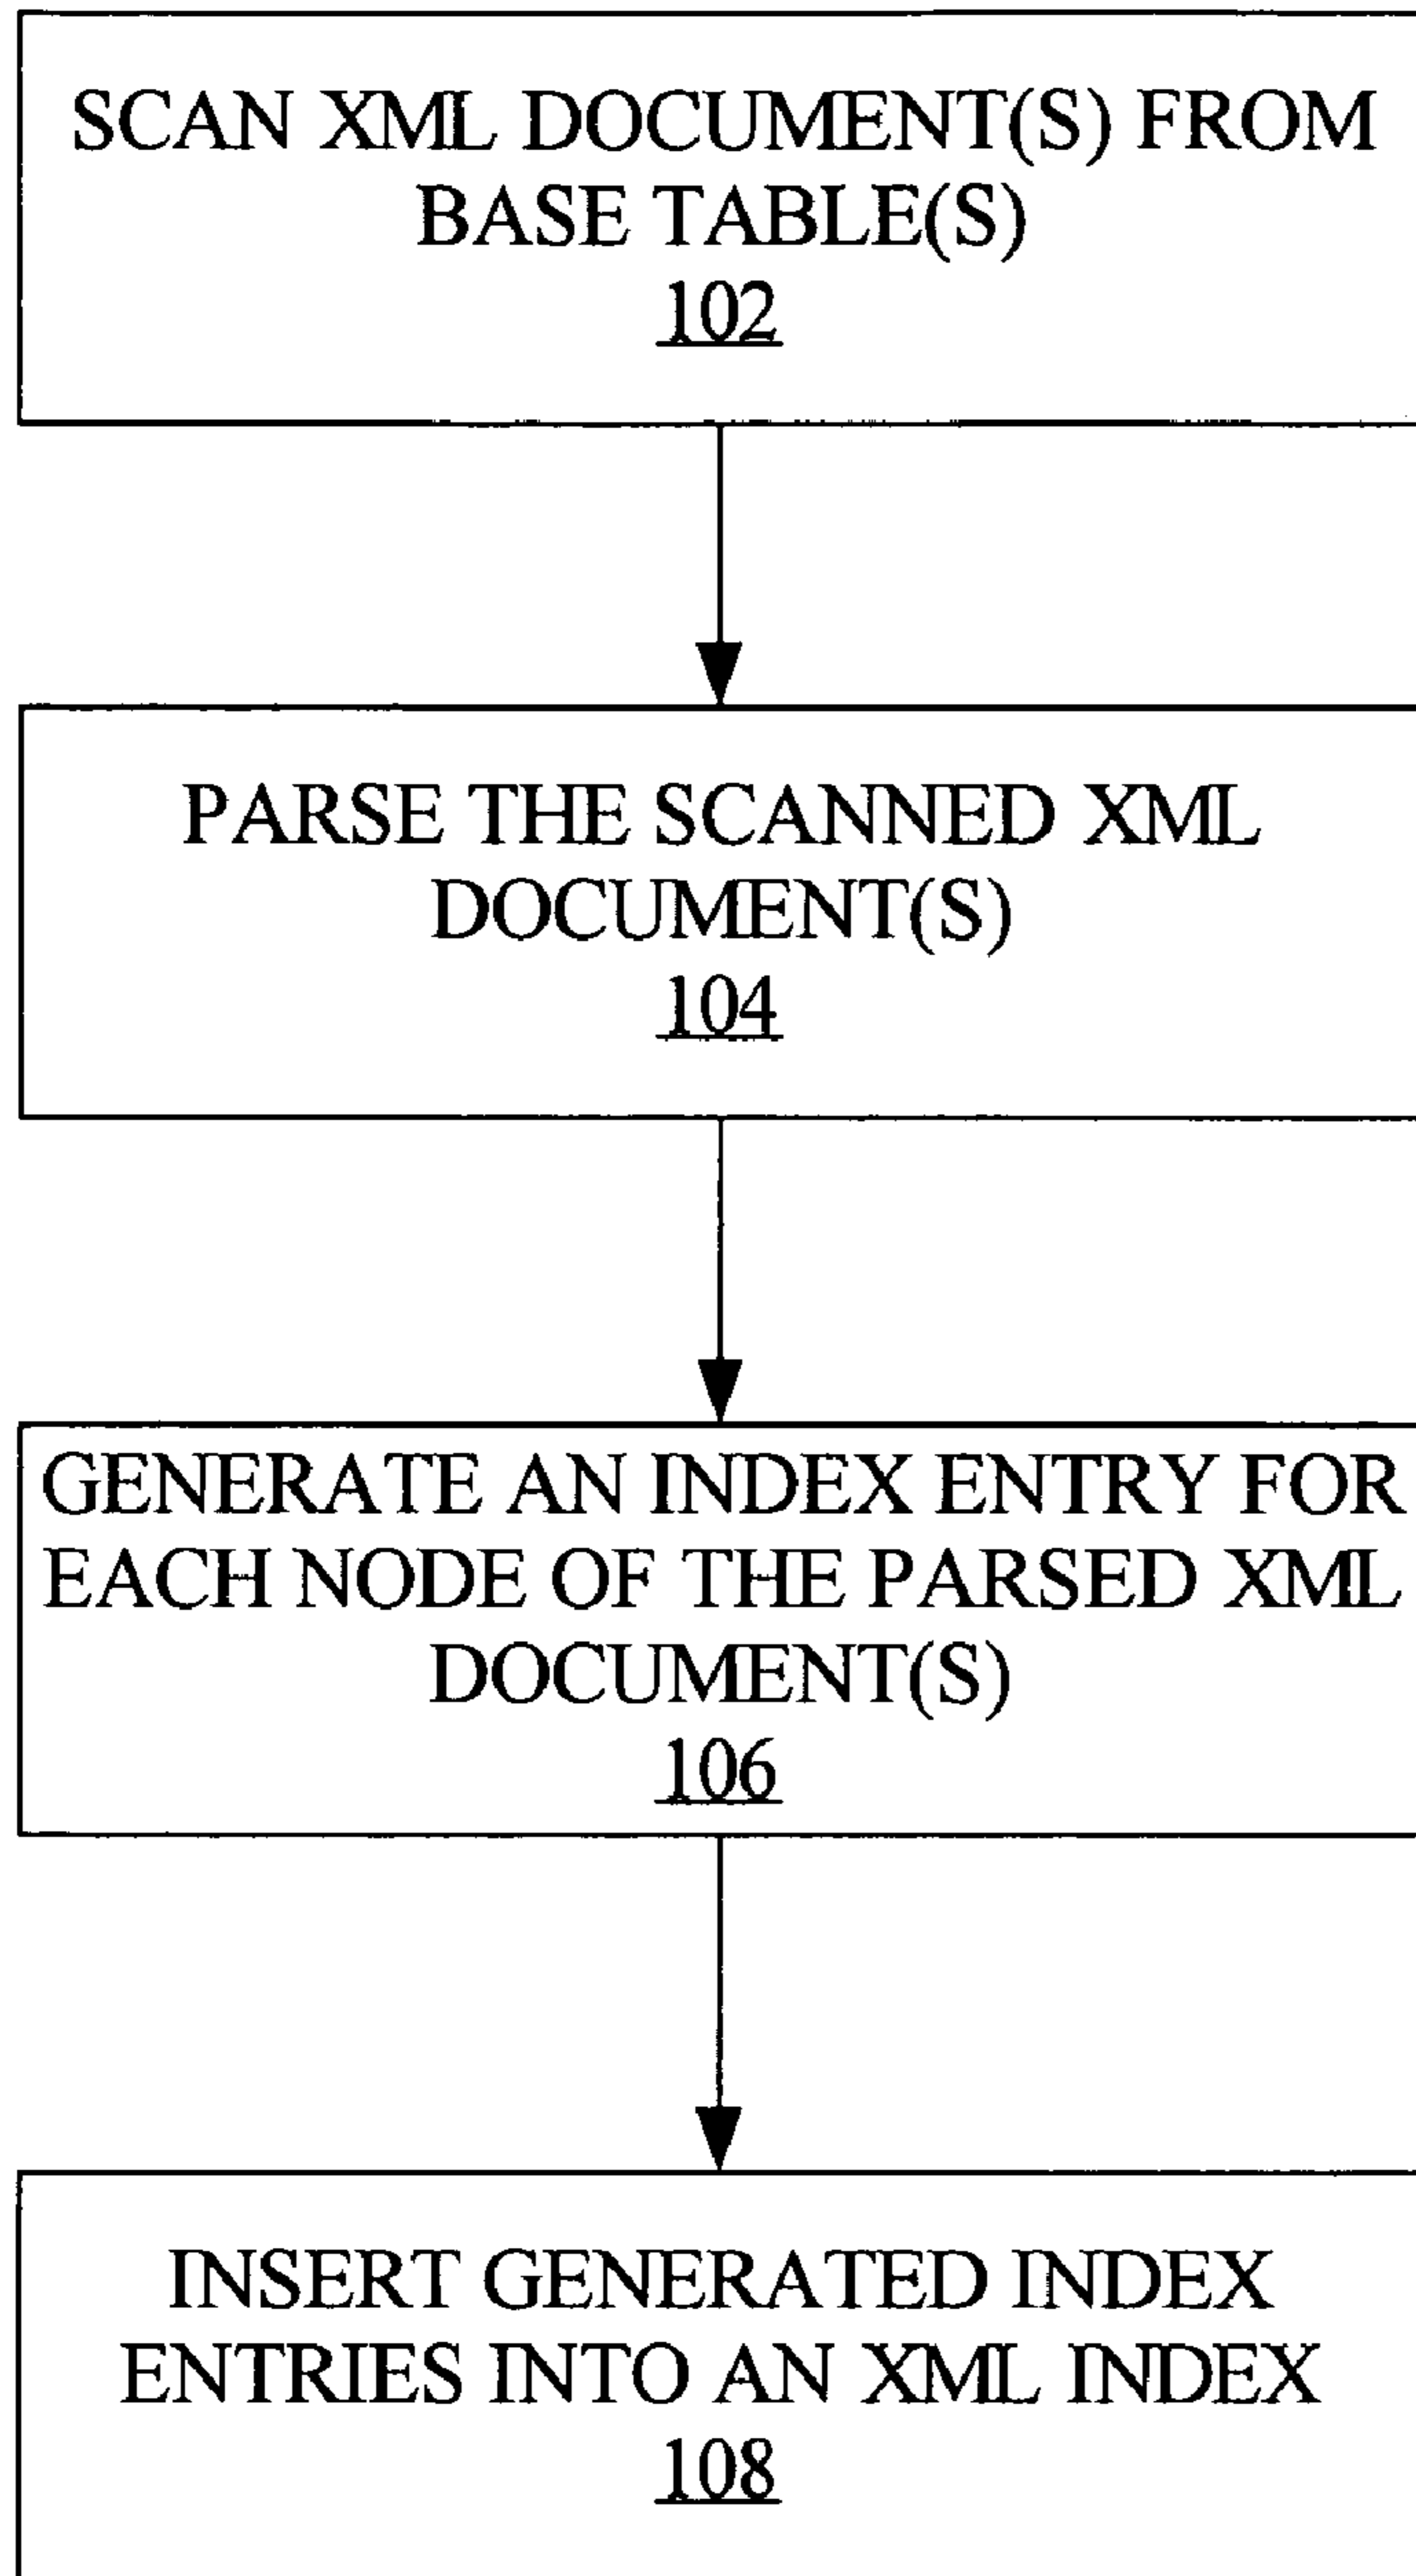 SCAN XML DOCUMENT(S) FROM
BASE TABLE(S)
102
PARSE THE SCANNED XML
DOCUMENT(S)
104
GENERATE AN INDEX ENTRY FOR
EACH NODE OF THE PARSED XML
DOCUMENT(S)
106
INSERT GENERATED INDEX
ENTRIES INTO AN XML INDEX
108